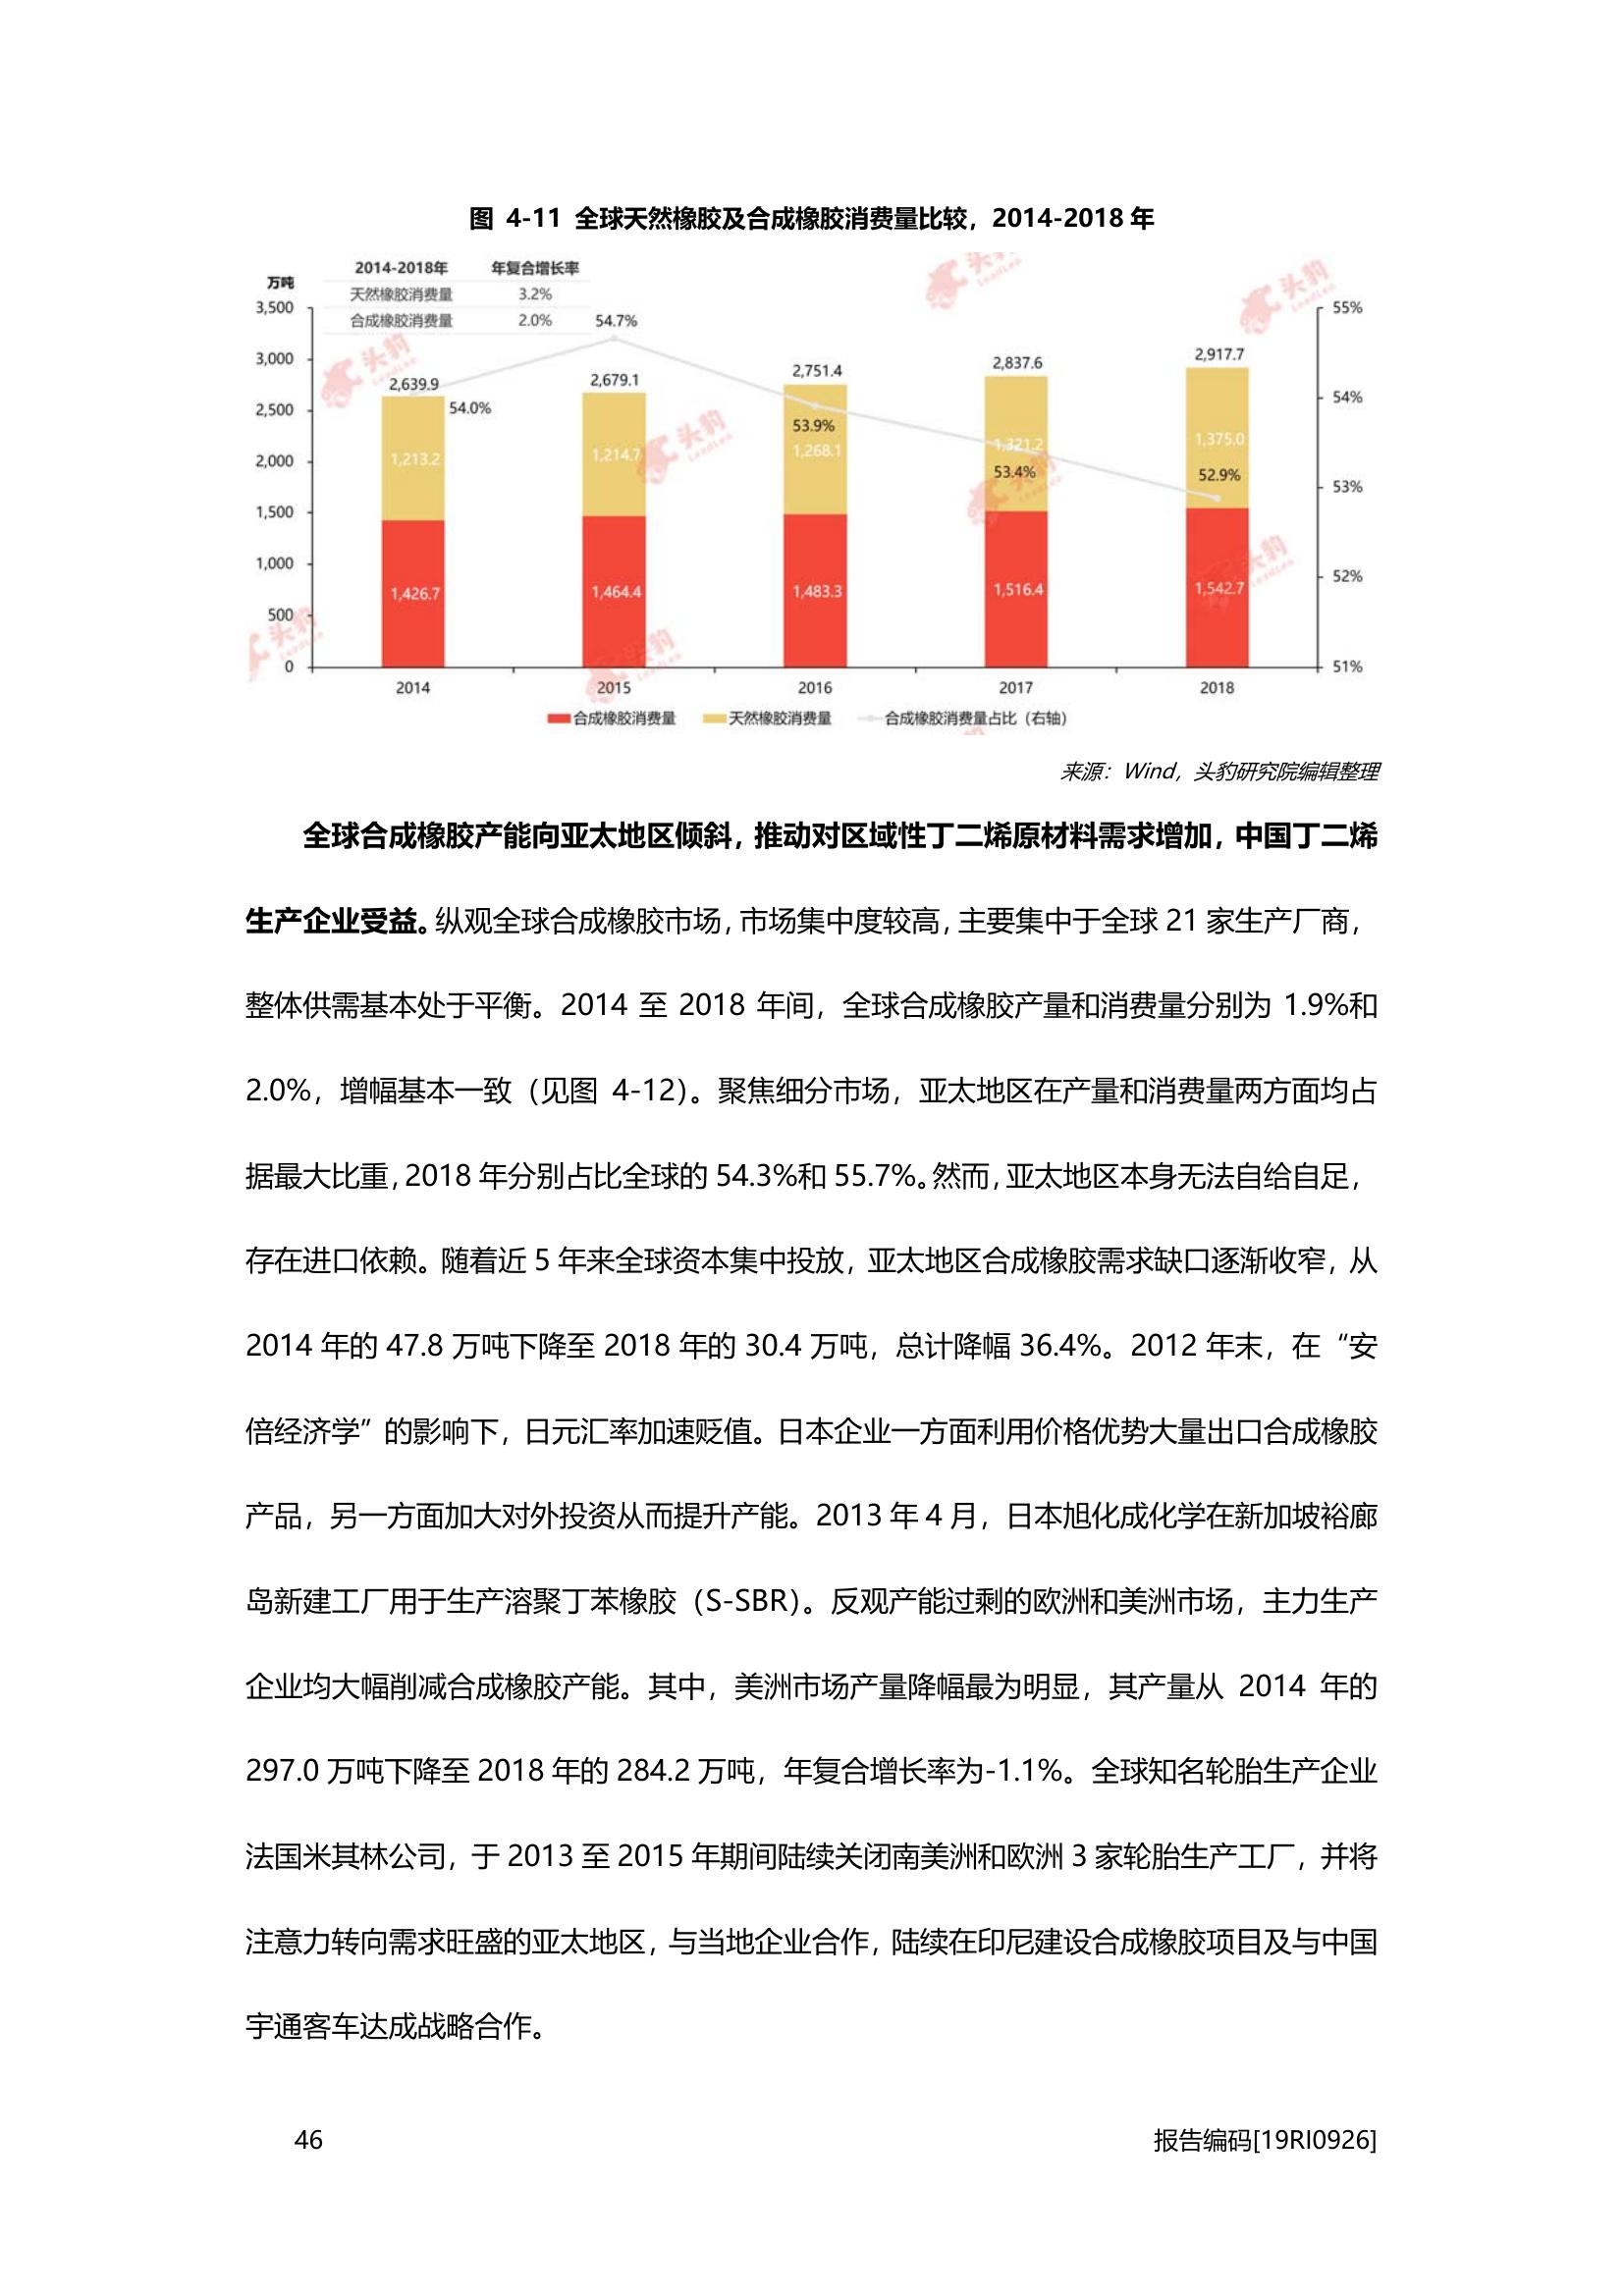 图 4-11 全球天然橡胶及合成橡胶消费量比较，2014-2018 年
2014-2018年 年复合增长率
天然橡胶消费量 3.2%
合成橡胶消费量 2.0%
万吨
3,500
3,000
2,500
2,000
1,500
1,000
500
0
55%
54%
53%
52%
51%
54.0%
54.7%
53.9%
53.4%
52.9%
2,639.9
2,679.1
2,751.4
2,837.6
2,917.7
1,213.2
1,214.7
1,268.1
1,321.2
1,375.0
1,426.7
1,464.4
1,483.3
1,516.4
1,542.7
2014 2015 2016 2017 2018
合成橡胶消费量 天然橡胶消费量 合成橡胶消费量占比（右轴）
头豹
LeadLeo
来源：Wind，头豹研究院编辑整理
全球合成橡胶产能向亚太地区倾斜，推动对区域性丁二烯原材料需求增加，中国丁二烯
生产企业受益。纵观全球合成橡胶市场，市场集中度较高，主要集中于全球 21 家生产厂商，
整体供需基本处于平衡。2014 至 2018 年间，全球合成橡胶产量和消费量分别为 1.9%和
2.0%，增幅基本一致（见图 4-12）。聚焦细分市场，亚太地区在产量和消费量两方面均占
据最大比重，2018 年分别占比全球的 54.3%和 55.7%。然而，亚太地区本身无法自给自足，
存在进口依赖。随着近 5 年来全球资本集中投放，亚太地区合成橡胶需求缺口逐渐收窄，从
2014 年的 47.8 万吨下降至 2018 年的 30.4 万吨，总计降幅 36.4%。2012 年末，在“安
倍经济学”的影响下，日元汇率加速贬值。日本企业一方面利用价格优势大量出口合成橡胶
产品，另一方面加大对外投资从而提升产能。2013 年 4 月，日本旭化成化学在新加坡裕廊
岛新建工厂用于生产溶聚丁苯橡胶（S-SBR）。反观产能过剩的欧洲和美洲市场，主力生产
企业均大幅削减合成橡胶产能。其中，美洲市场产量降幅最为明显，其产量从 2014 年的
297.0 万吨下降至 2018 年的 284.2 万吨，年复合增长率为-1.1%。全球知名轮胎生产企业
法国米其林公司，于 2013 至 2015 年期间陆续关闭南美洲和欧洲 3 家轮胎生产工厂，并将
注意力转向需求旺盛的亚太地区，与当地企业合作，陆续在印尼建设合成橡胶项目及与中国
宇通客车达成战略合作。
46 报告编码[19RI0926]